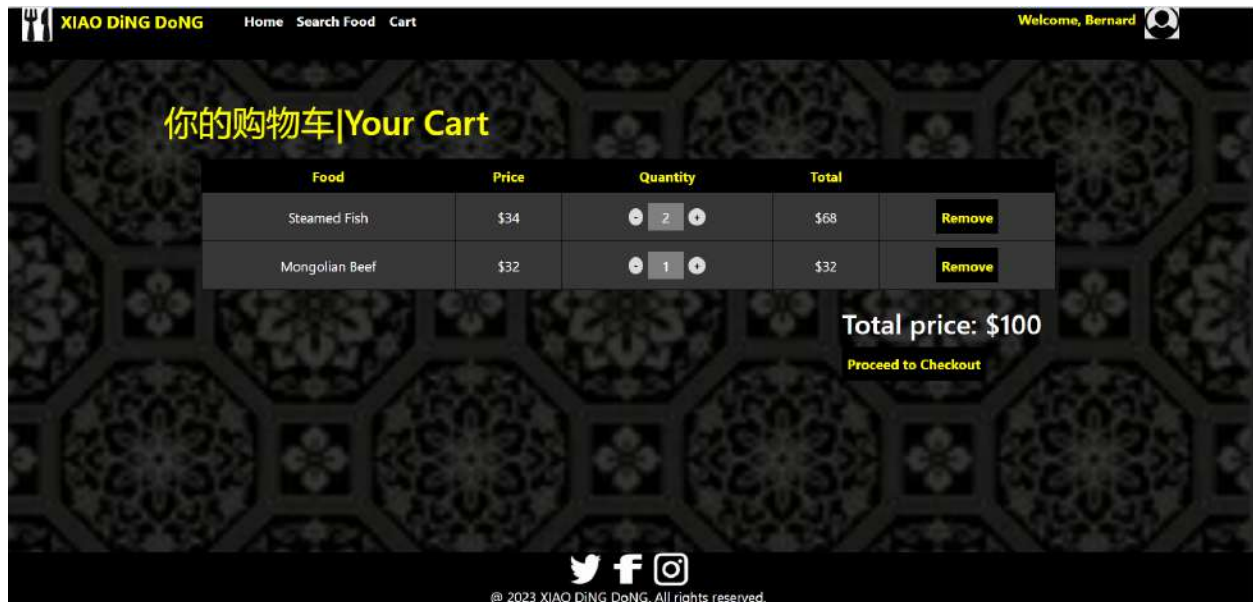 XIAO DiNG DoNG Home Search Food Cart Welcome, Bernard
你的购物车|Your Cart
Food Price Quantity Total
Steamed Fish $34 - 2 + $68 Remove
Mongolian Beef $32 - 1 + $32 Remove
Total price: $100
Proceed to Checkout
@ 2023 XIAO DiNG DoNG. All rights reserved.